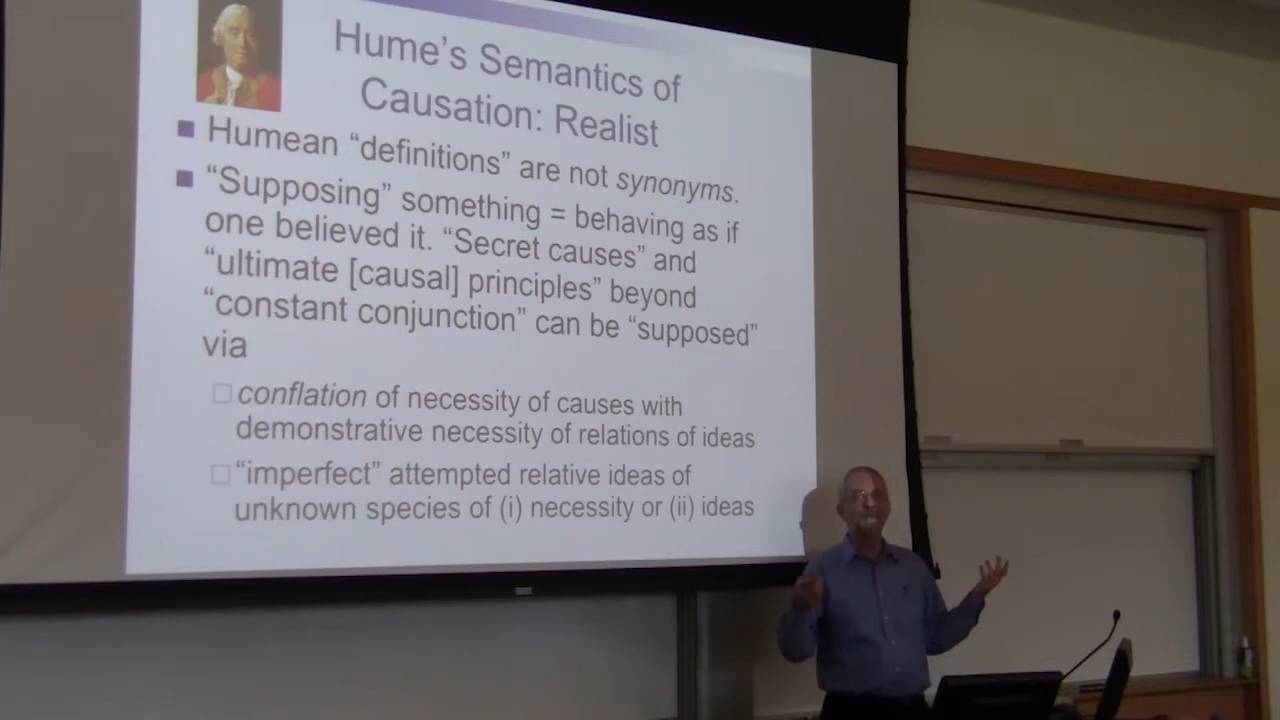 Hume's Semantics of
Causation: Realist
Humean “definitions” are not synonyms.
“Supposing” something = behaving as if
one believed it. “Secret causes” and
“ultimate [causal] principles” beyond
“constant conjunction” can be “supposed”
via
conflation of necessity of causes with
demonstrative necessity of relations of ideas
“imperfect” attempted relative ideas of
unknown species of (i) necessity or (ii) ideas